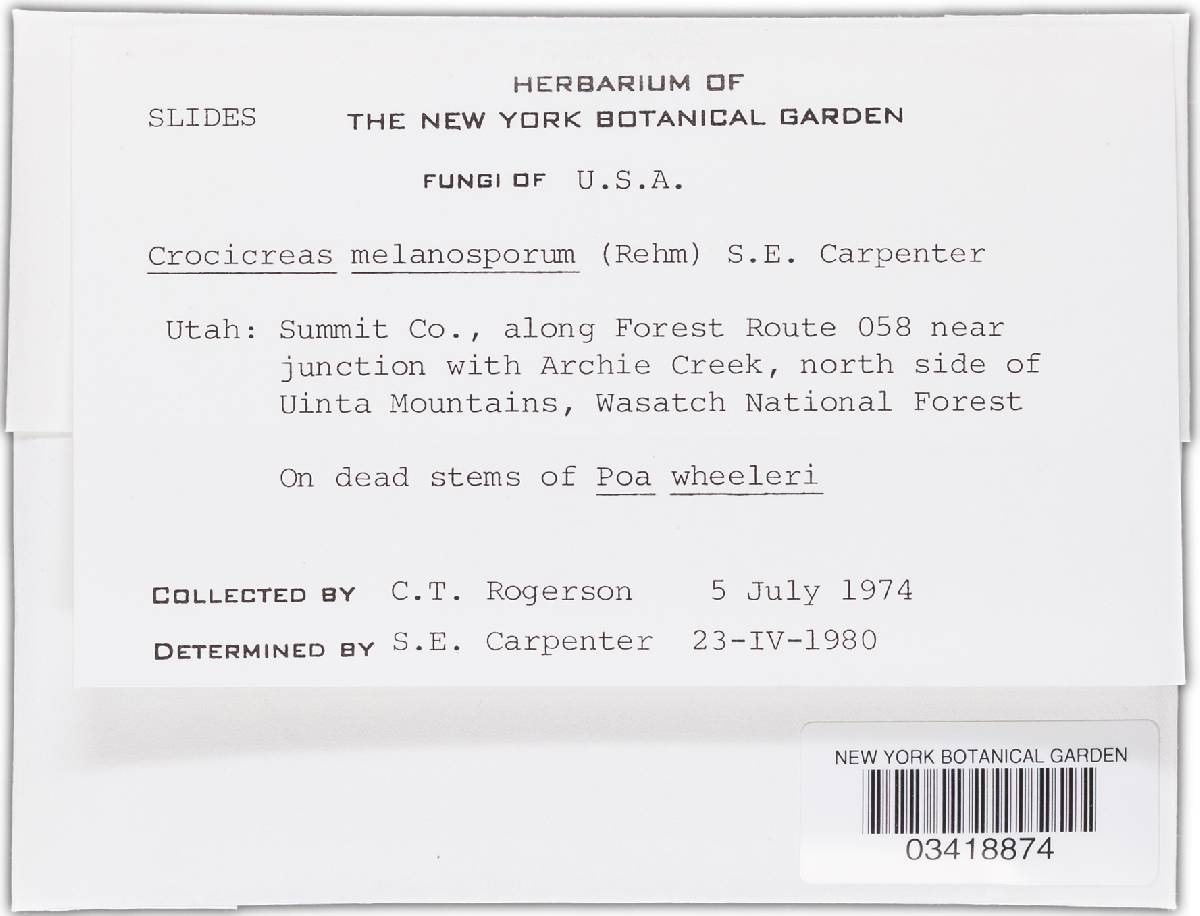 HERBARIUM OF
SLIDES THE NEW YORK BOTANICAL GARDEN
FUNGI OF U.S.A.
Crocicreas melanosporum (Rehm) S.E. Carpenter
Utah: Summit Co., along Forest Route 058 near
junction with Archie Creek, north side of
Uinta Mountains, Wasatch National Forest
On dead stems of Poa wheeleri
COLLECTED BY C.T. Rogerson 5 July 1974
DETERMINED BY S.E. Carpenter 23-IV-1980
NEW YORK BOTANICAL GARDEN
03418874